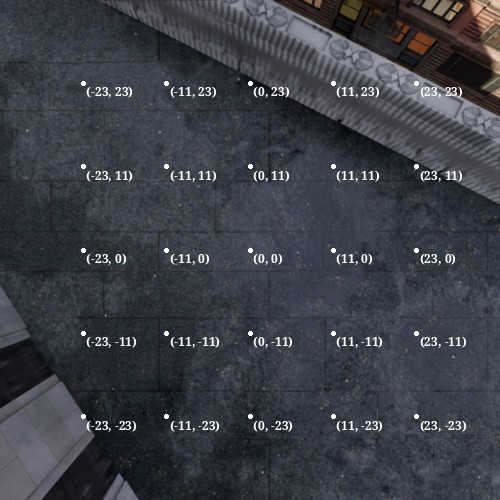 (-23, 23) (-11, 23) (0, 23) (11, 23) (23, 23)
(-23, 11) (-11, 11) (0, 11) (11, 11) (23, 11)
(-23, 0) (-11, 0) (0, 0) (11, 0) (23, 0)
(-23, -11) (-11, -11) (0, -11) (11, -11) (23, -11)
(-23, -23) (-11, -23) (0, -23) (11, -23) (23, -23)